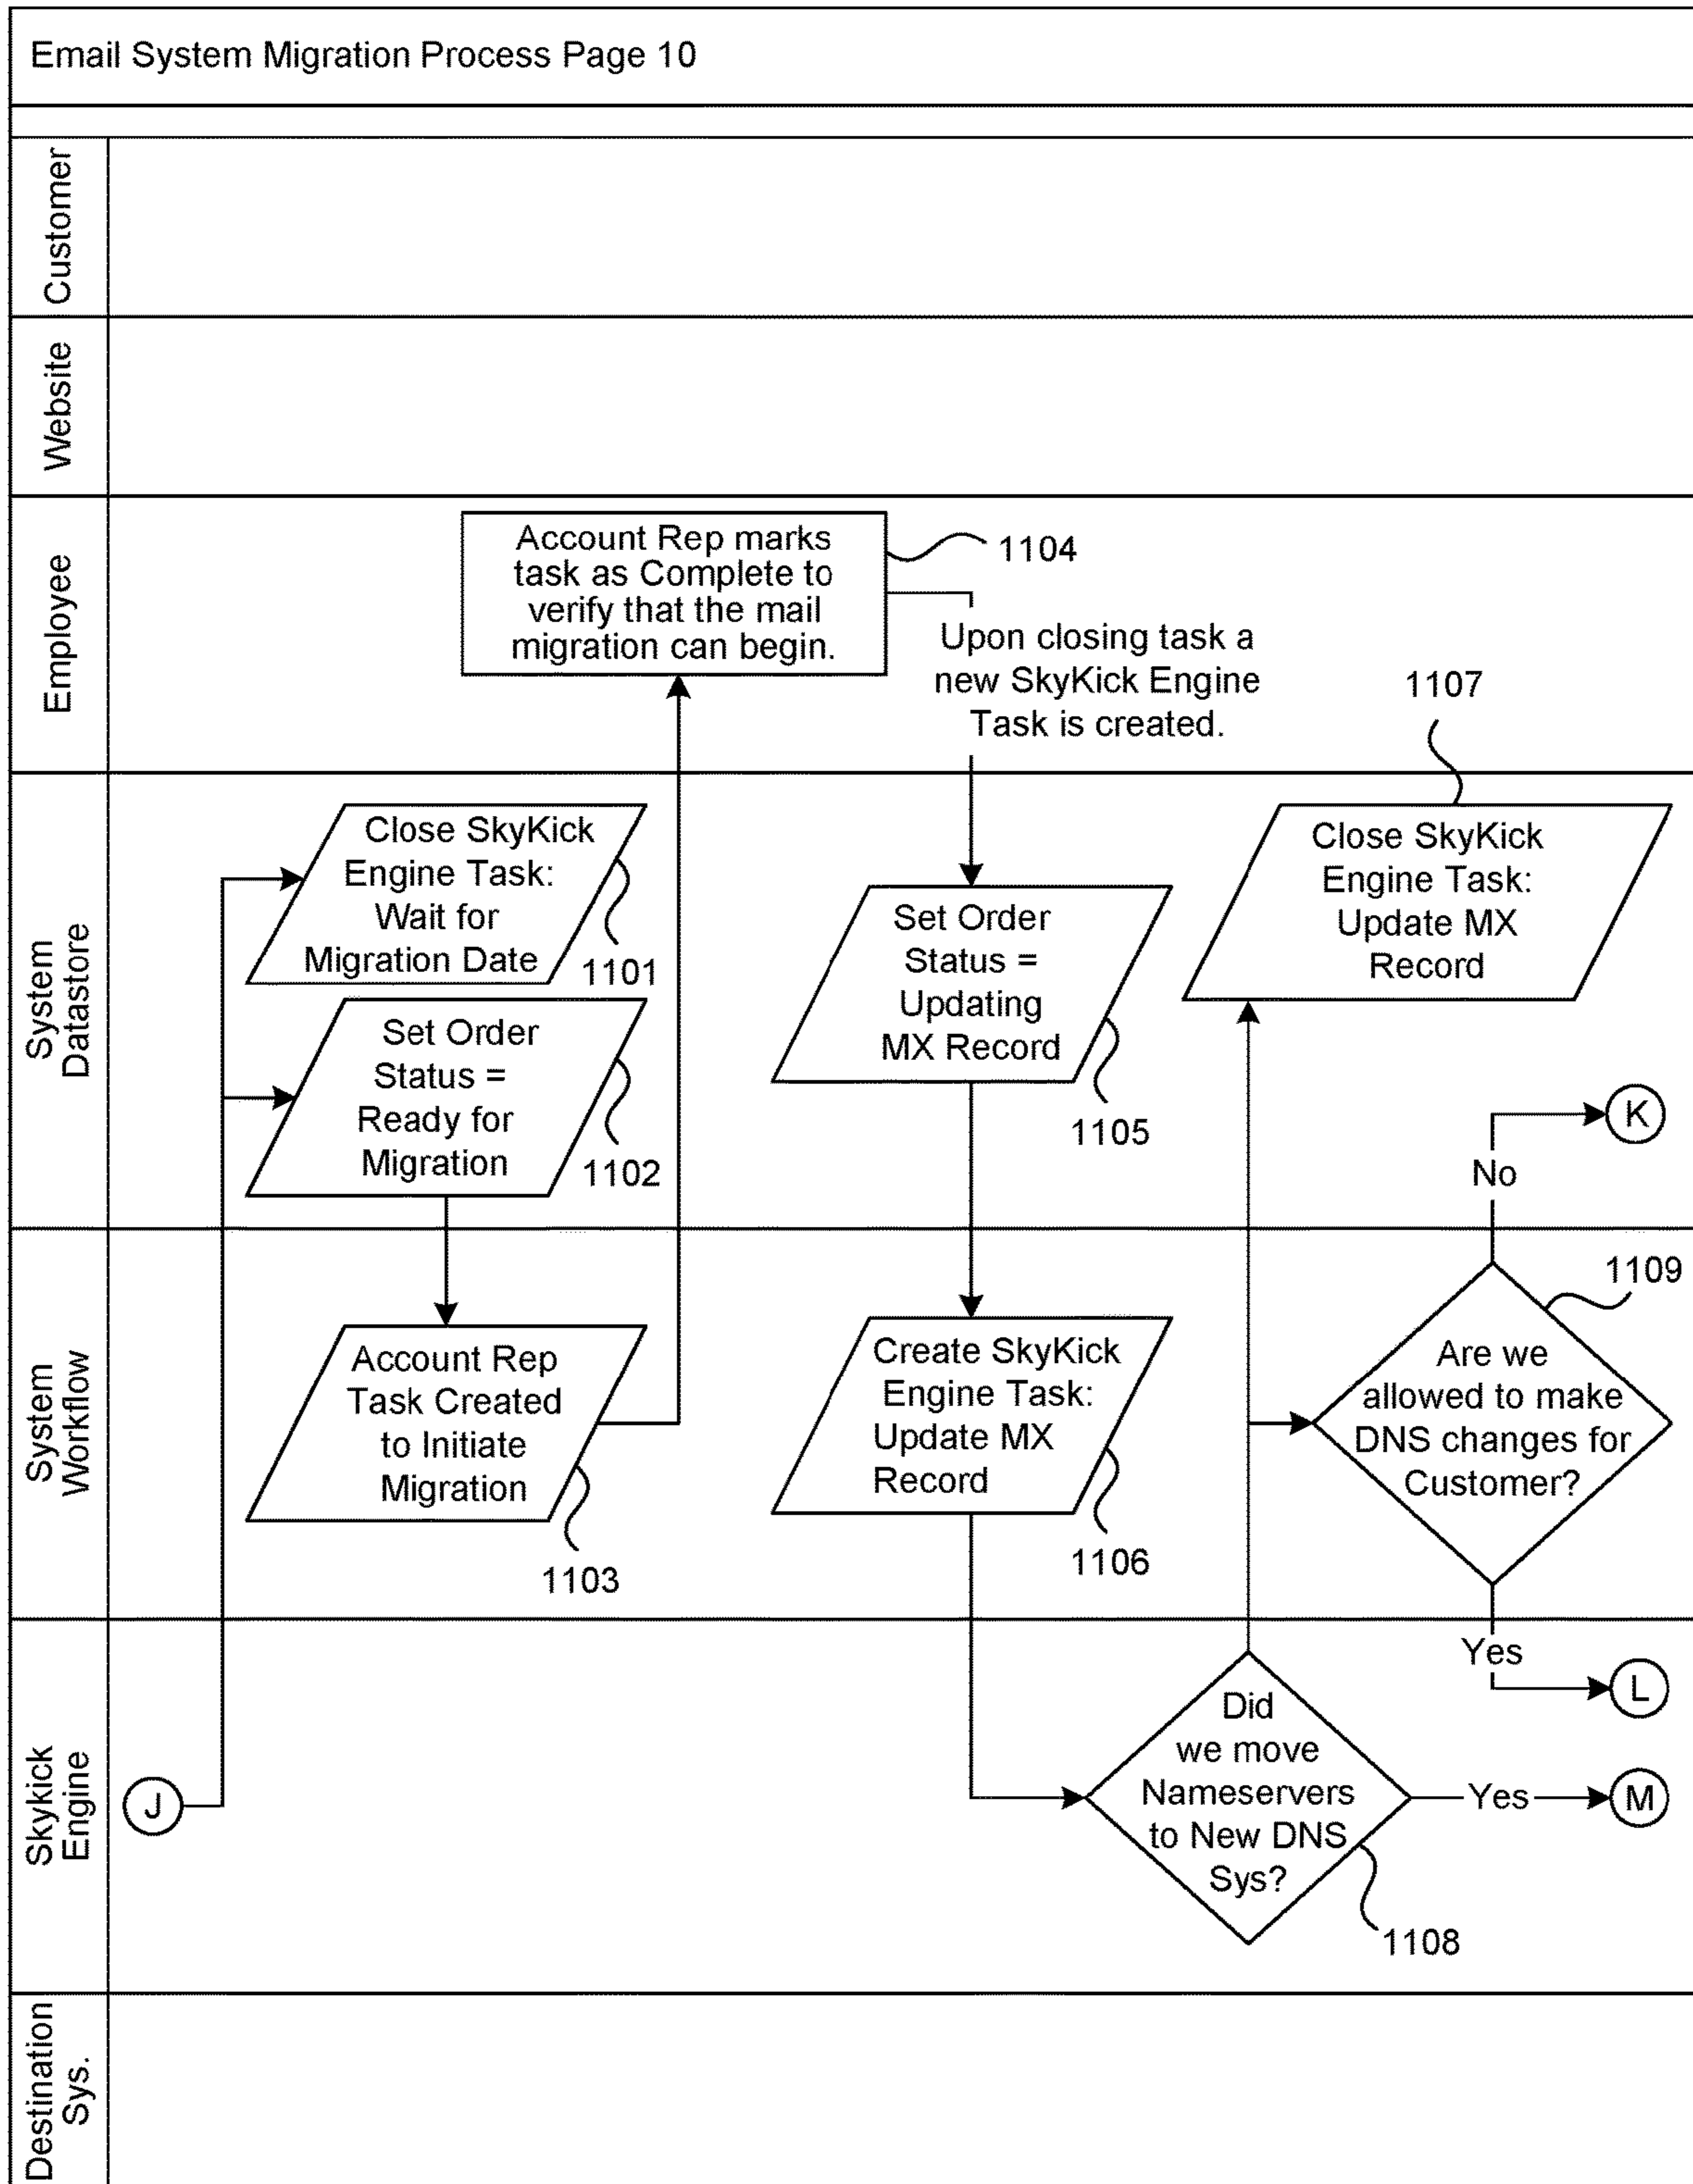 Email System Migration Process Page 10
Customer
Website
Employee
Account Rep marks
task as Complete to
verify that the mail
migration can begin.
1104
Upon closing task a
new SkyKick Engine
Task is created.
1107
System
Datastore
Close SkyKick
Engine Task:
Wait for
Migration Date
1101
Set Order
Status =
Ready for
Migration
1102
Set Order
Status =
Updating
MX Record
1105
Close SkyKick
Engine Task:
Update MX
Record
K
No
System
Workflow
Account Rep
Task Created
to Initiate
Migration
1103
Create SkyKick
Engine Task:
Update MX
Record
1106
1109
Are we
allowed to make
DNS changes for
Customer?
Yes
L
Skykick
Engine
J
Did
we move
Nameservers
to New DNS
Sys?
Yes
M
1108
Destination
Sys.